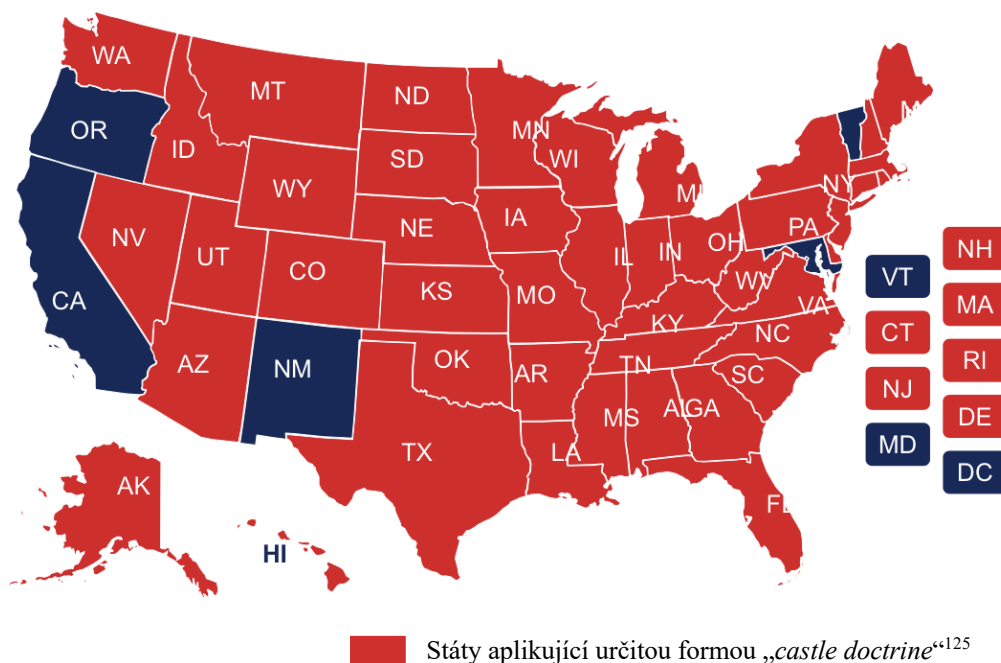 WA
MT
ND
MN
OR
ID
SD
WI
MI
WY
NY
IA
NE
PA
NV
OH
IL
IN
UT
CO
WV
KS
MO
VA
CA
KY
NC
TN
OK
AZ
NM
AR
SC
MS
AL
GA
TX
LA
FL
AK
HI
NH
VT
MA
CT
RI
NJ
DE
MD
DC
Státy aplikující určitou formou „castle doctrine“125